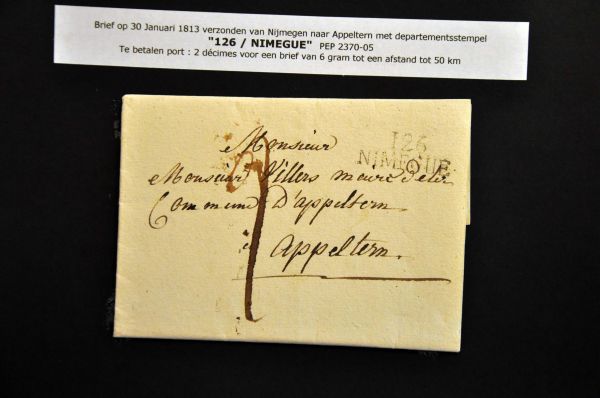 Brief op 30 Januari 1813 verzonden van Nijmegen naar Appeltern met departementsstempel
"126 / NIMEGUE" PEP 2370-05
Te betalen port : 2 décimes voor een brief van 6 gram tot een afstand tot 50 km
126
NIMEGUE
Monsieur
Monsieur Villers maire de la
Commune D'appeltern
à Appeltern.